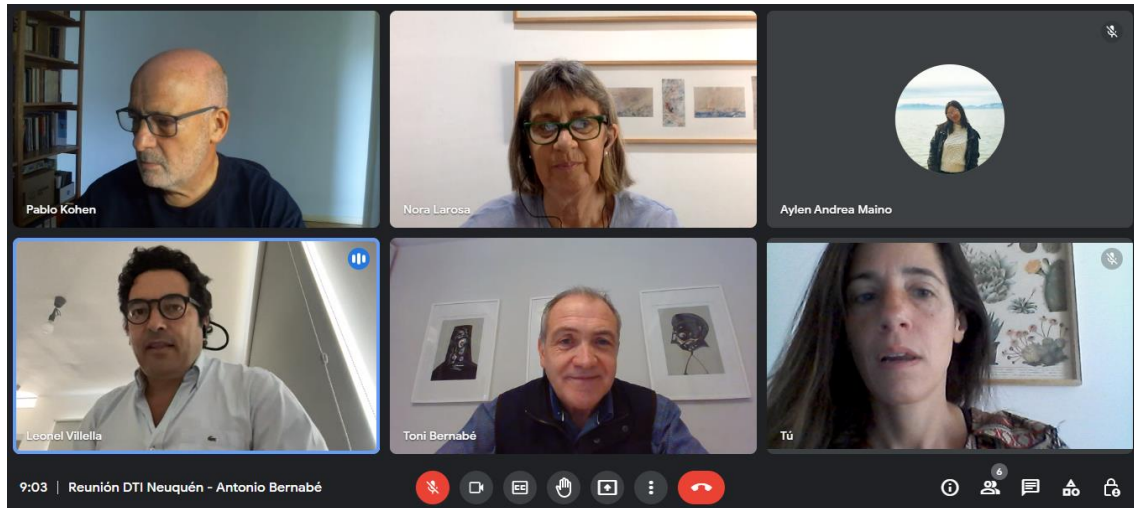 Pablo Kohen
Nora Larosa
Aylen Andrea Maino
Leonel Villella
Toni Bernabé
Tú
6
9:03 | Reunión DTI Neuquén - Antonio Bernabé
CC